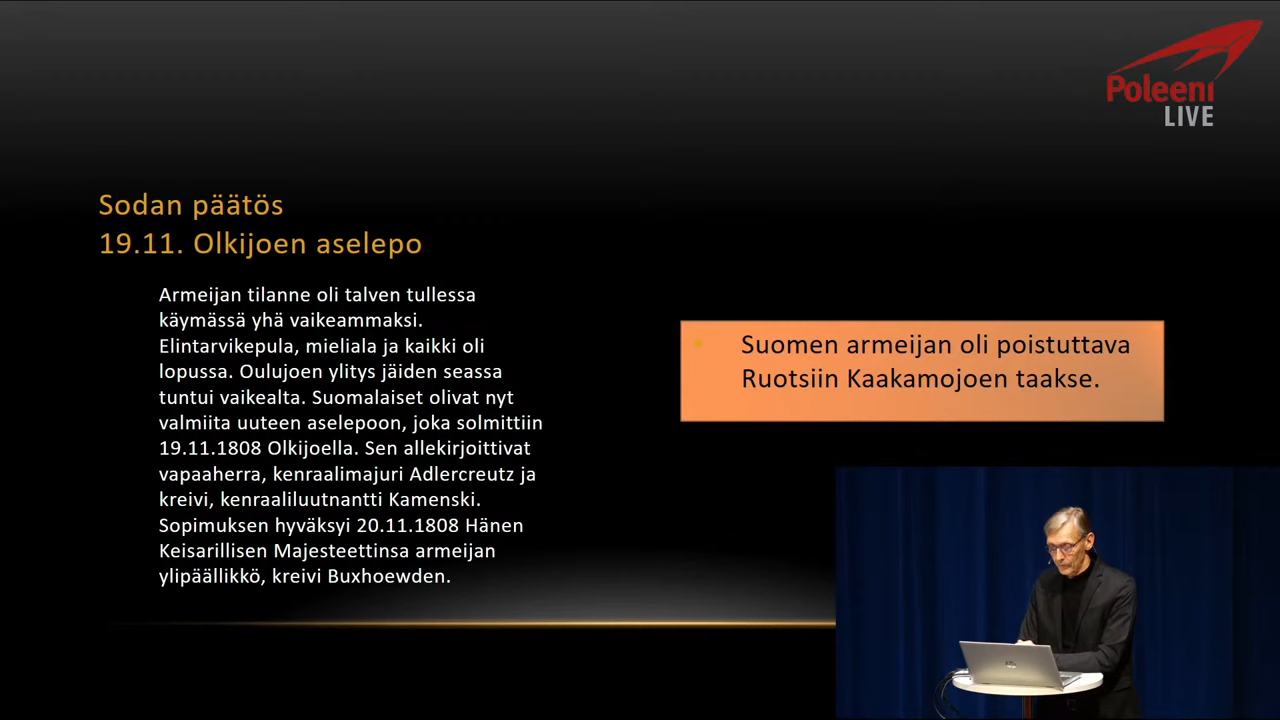 Poleeni
LIVE
Sodan päätös
19.11. Olkijoen aselepo
Armeijan tilanne oli talven tullessa
käymässä yhä vaikeammaksi.
Elintarvikepula, mieliala ja kaikki oli
lopussa. Oulujoen ylitys jäiden seassa
tuntui vaikealta. Suomalaiset olivat nyt
valmiita uuteen aselepoon, joka solmittiin
19.11.1808 Olkijoella. Sen allekirjoittivat
vapaaherra, kenraalimajuri Adlercreutz ja
kreivi, kenraaliluutnantti Kamenski.
Sopimuksen hyväksyi 20.11.1808 Hänen
Keisarillisen Majesteettinsa armeijan
ylipäällikkö, kreivi Buxhoewden.
Suomen armeijan oli poistuttava
Ruotsiin Kaakamojoen taakse.